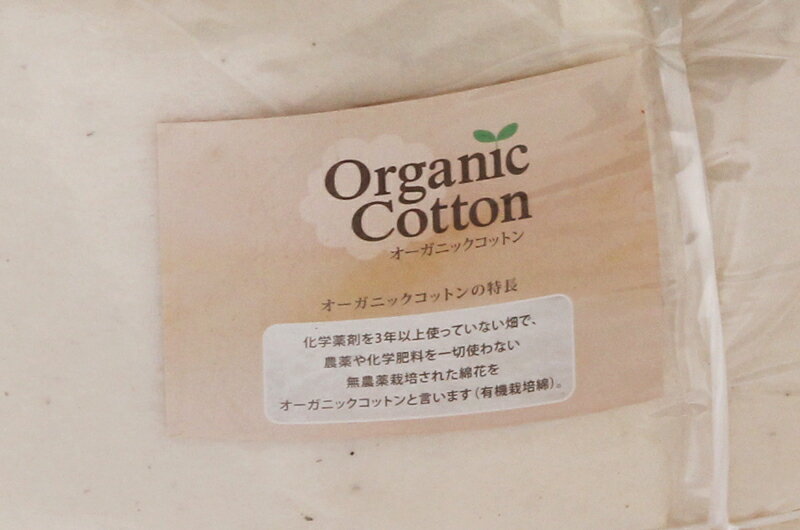 Organic
Cotton
オーガニックコットン
オーガニックコットンの特長
化学薬剤を3年以上使っていない畑で、
農薬や化学肥料を一切使わない
無農薬栽培された綿花を
オーガニックコットンと言います(有機栽培綿)。